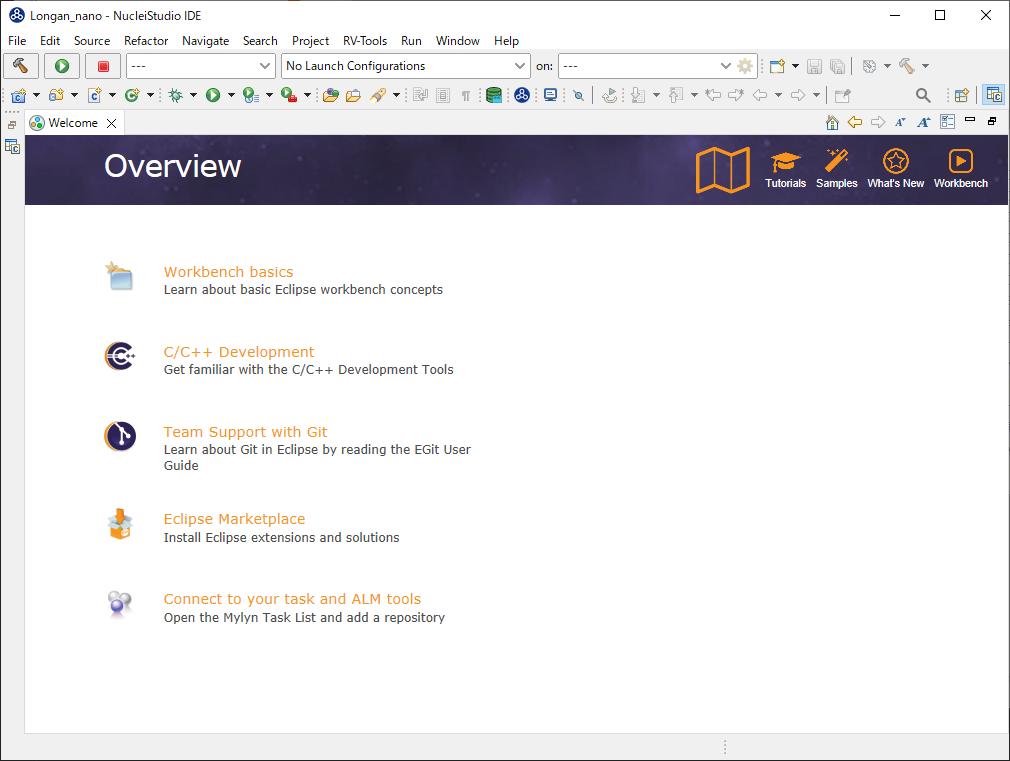 Longan_nano - NucleiStudio IDE
File Edit Source Refactor Navigate Search Project RV-Tools Run Window Help
--- No Launch Configurations on: ---
Welcome
Overview
Tutorials Samples What's New Workbench
Workbench basics
Learn about basic Eclipse workbench concepts
C/C++ Development
Get familiar with the C/C++ Development Tools
Team Support with Git
Learn about Git in Eclipse by reading the EGit User
Guide
Eclipse Marketplace
Install Eclipse extensions and solutions
Connect to your task and ALM tools
Open the Mylyn Task List and add a repository